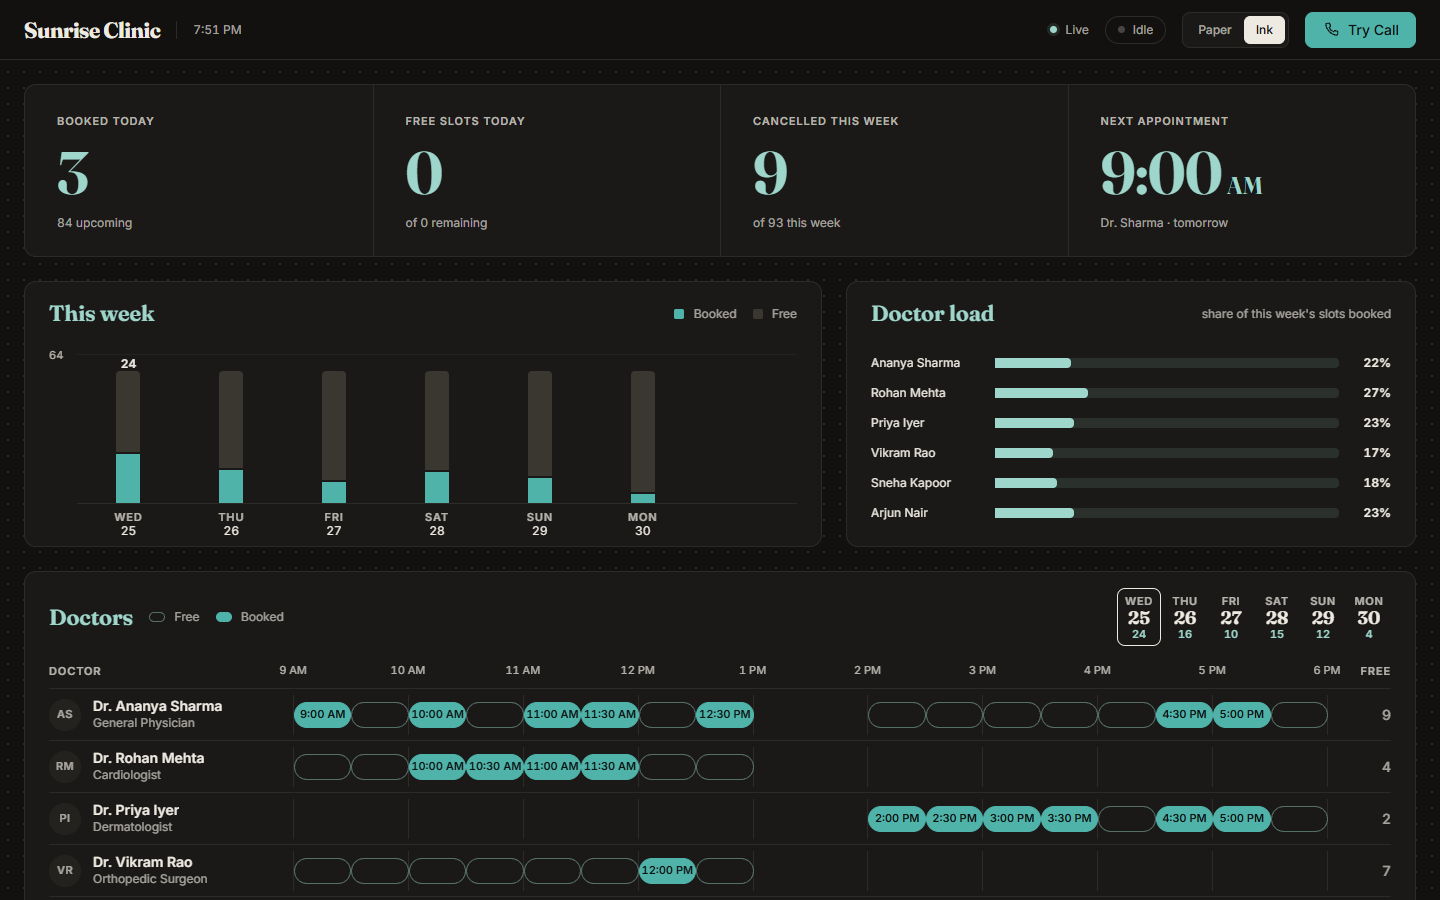 Sunrise Clinic 7:51 PM Live Idle Paper Ink Try Call
BOOKED TODAY FREE SLOTS TODAY CANCELLED THIS WEEK NEXT APPOINTMENT
3 0 9 9:00 AM
84 upcoming of 0 remaining of 93 this week Dr. Sharma · tomorrow
This week Booked Free
64
24
WED THU FRI SAT SUN MON
25 26 27 28 29 30
Doctor load share of this week's slots booked
Ananya Sharma 22%
Rohan Mehta 27%
Priya Iyer 23%
Vikram Rao 17%
Sneha Kapoor 18%
Arjun Nair 23%
Doctors Free Booked
WED THU FRI SAT SUN MON
25 26 27 28 29 30
24 16 10 15 12 4
DOCTOR 9 AM 10 AM 11 AM 12 PM 1 PM 2 PM 3 PM 4 PM 5 PM 6 PM FREE
AS Dr. Ananya Sharma 9:00 AM 10:00 AM 11:00 AM 11:30 AM 12:30 PM 4:30 PM 5:00 PM 9
General Physician
RM Dr. Rohan Mehta 10:00 AM 10:30 AM 11:00 AM 11:30 AM 4
Cardiologist
PI Dr. Priya Iyer 2:00 PM 2:30 PM 3:00 PM 3:30 PM 4:30 PM 5:00 PM 2
Dermatologist
VR Dr. Vikram Rao 12:00 PM 7
Orthopedic Surgeon